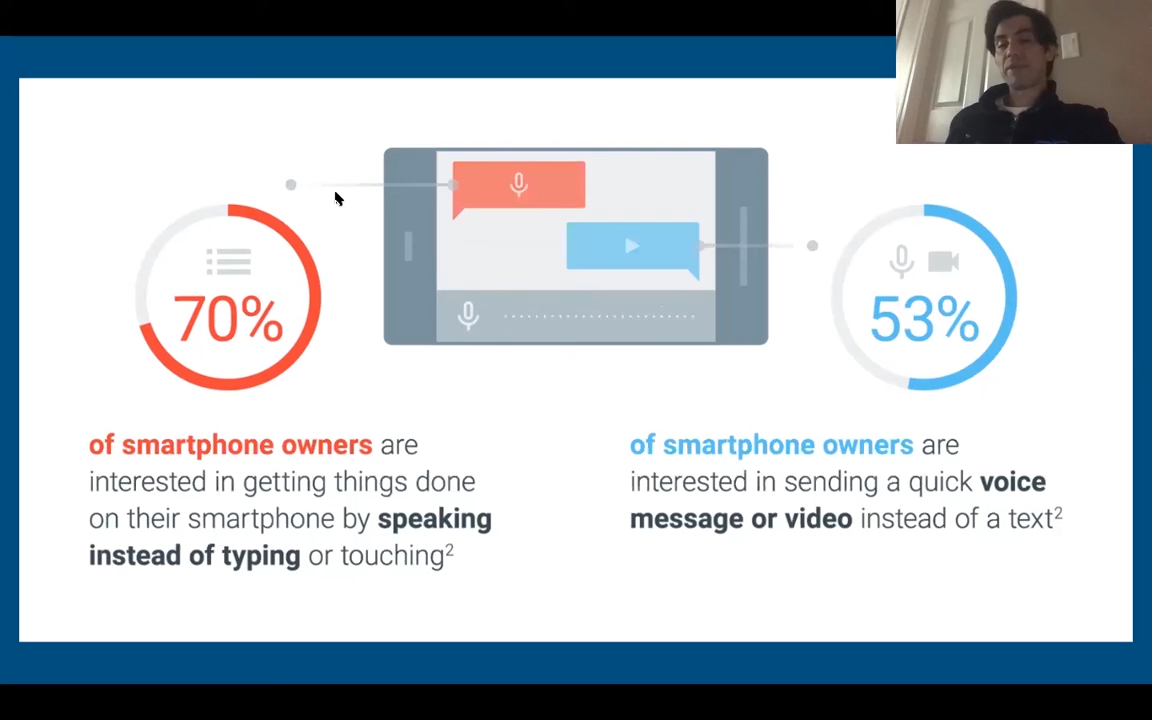 70%
of smartphone owners are
interested in getting things done
on their smartphone by speaking
instead of typing or touching²
53%
of smartphone owners are
interested in sending a quick voice
message or video instead of a text²